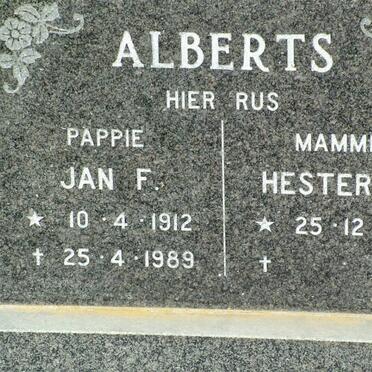 ALBERTS
HIER RUS
PAPPIE
JAN F.
★ 10·4·1912
✝ 25·4·1989
HESTER
★ 25·12
✝